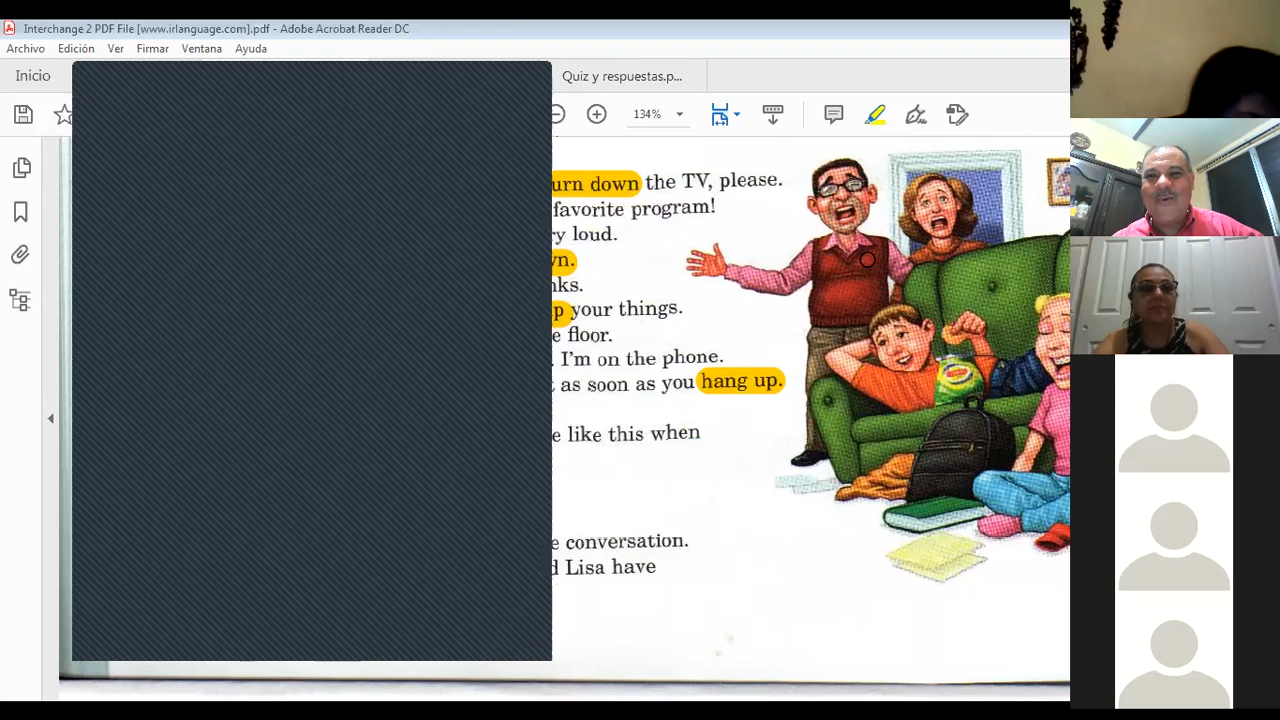 Interchange 2 PDF File [www.irlanguage.com].pdf - Adobe Acrobat Reader DC
Archivo Edición Ver Firmar Ventana Ayuda
Inicio Quiz y respuestas.p...
134%
urn down the TV, please.
favorite program!
ry loud.
wn.
nks.
p your things.
e floor.
. I'm on the phone.
t as soon as you hang up.
e like this when
e conversation.
d Lisa have